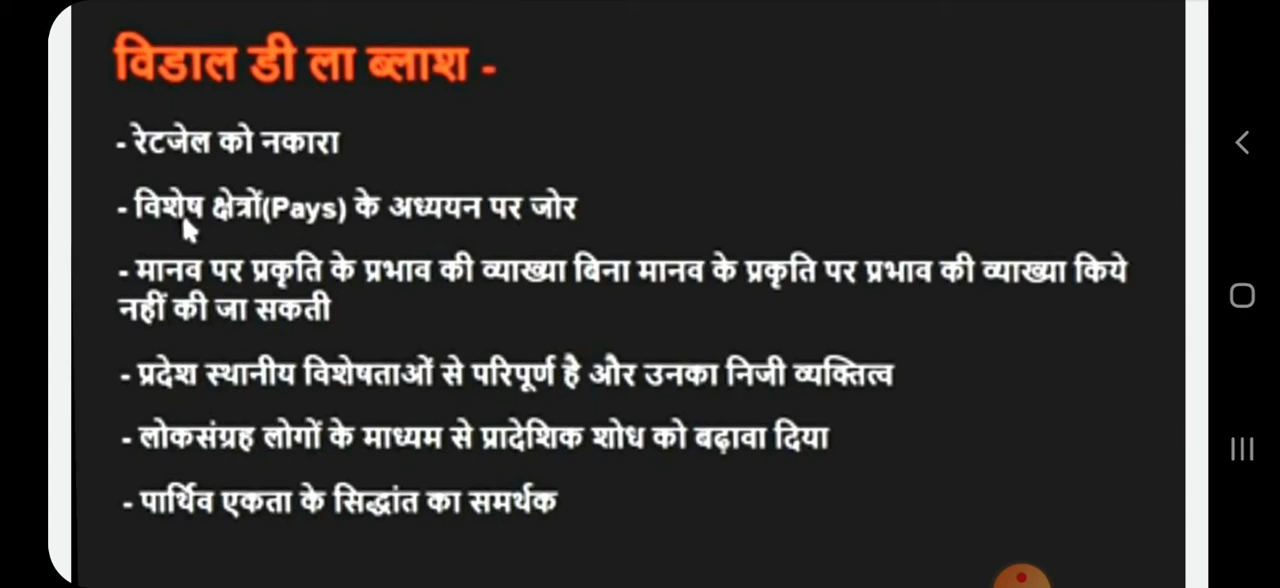 विडाल डी ला ब्लाश -
- रेटजेल को नकारा
- विशेष क्षेत्रों(Pays) के अध्ययन पर जोर
- मानव पर प्रकृति के प्रभाव की व्याख्या बिना मानव के प्रकृति पर प्रभाव की व्याख्या किये
नहीं की जा सकती
- प्रदेश स्थानीय विशेषताओं से परिपूर्ण है और उनका निजी व्यक्तित्व
- लोकसंग्रह लोगों के माध्यम से प्रादेशिक शोध को बढ़ावा दिया
- पार्थिव एकता के सिद्धांत का समर्थक